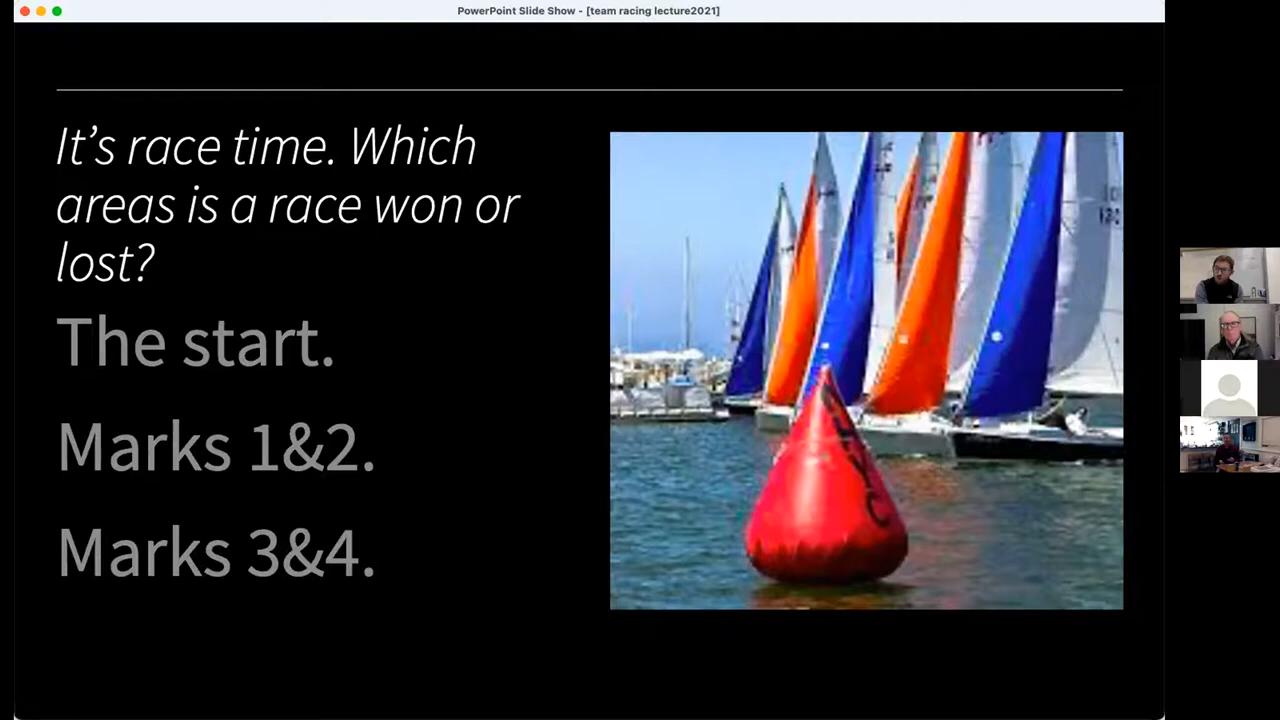 PowerPoint Slide Show - [team racing lecture2021]
It's race time. Which
areas is a race won or
lost?
The start.
Marks 1&2.
Marks 3&4.